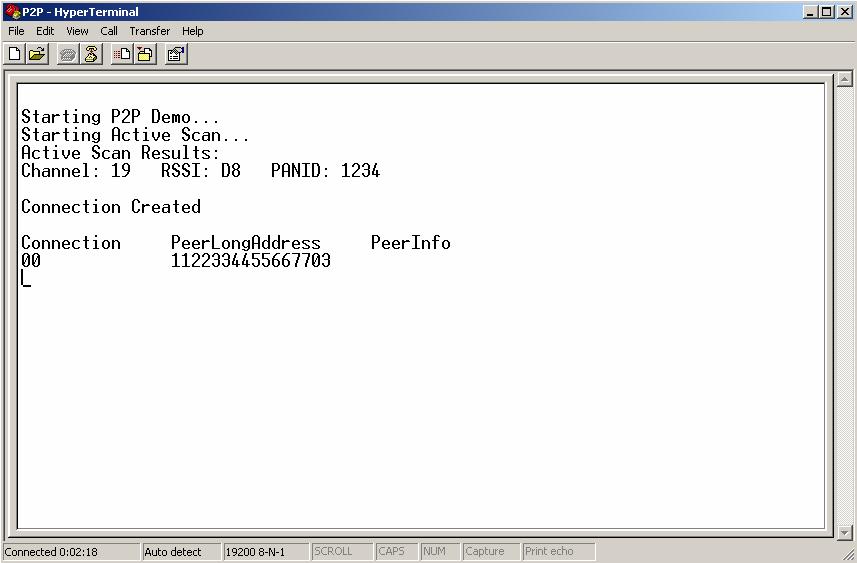 P2P - HyperTerminal
File Edit View Call Transfer Help
Starting P2P Demo...
Starting Active Scan...
Active Scan Results:
Channel: 19 RSSI: D8 PANID: 1234
Connection Created
Connection PeerLongAddress PeerInfo
00 1122334455667703
Connected 0:02:18 Auto detect 19200 8-N-1 SCROLL CAPS NUM Capture Print echo